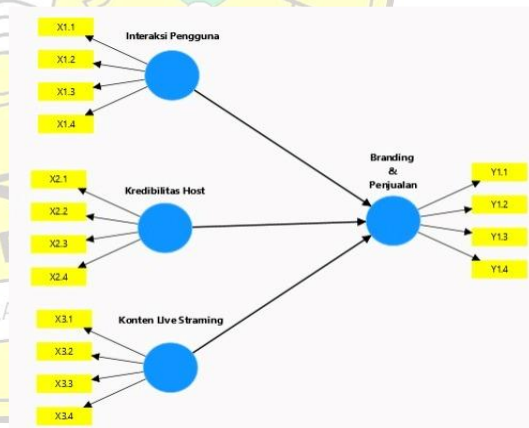 X1.1
Interaksi Pengguna
X1.2
X1.3
X1.4
Branding
&
Penjualan
Y1.1
Y1.2
Y1.3
Y1.4
X2.1
Kredibilitas Host
X2.2
X2.3
X2.4
X3.1
Konten LIve Straming
X3.2
X3.3
X3.4